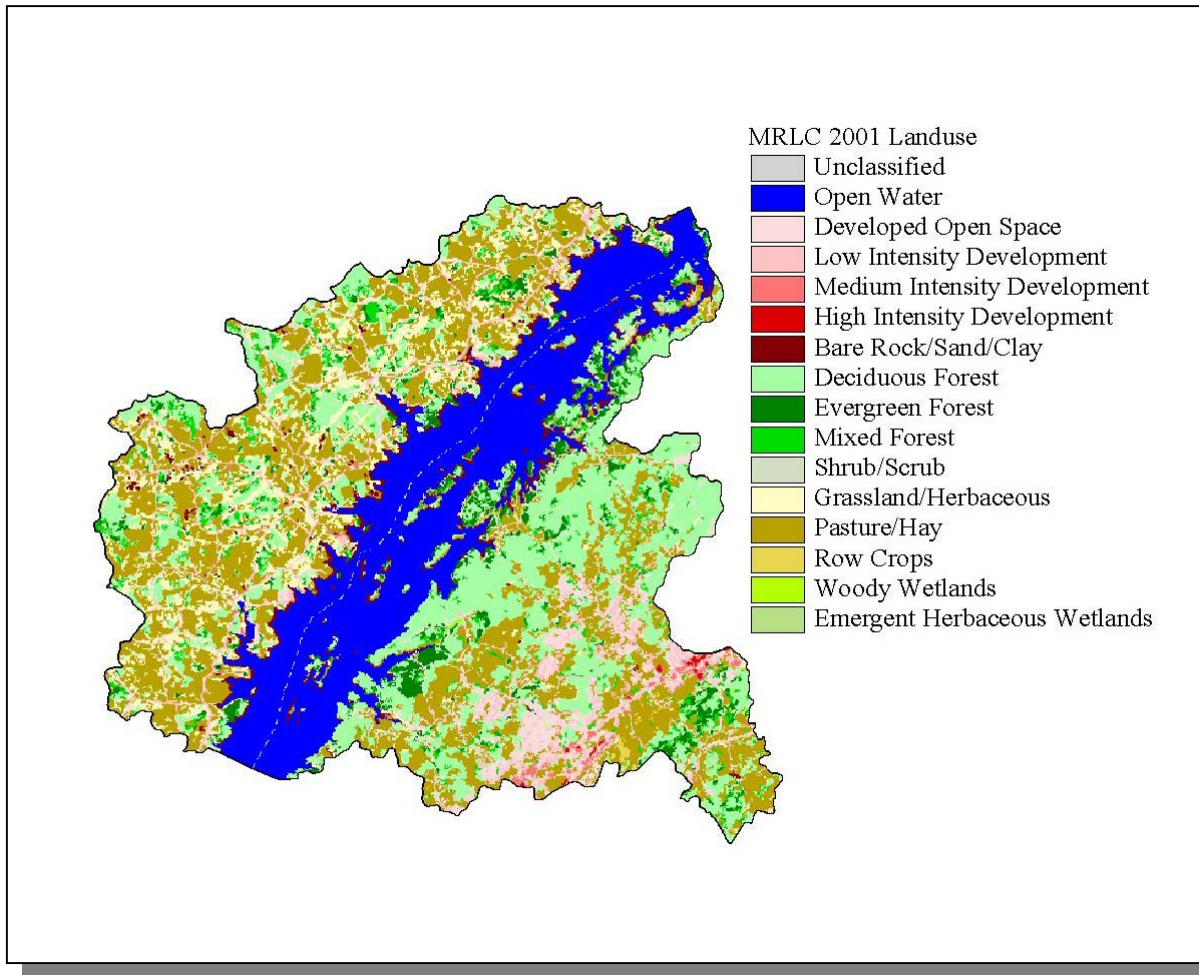 MRLC 2001 Landuse
Unclassified
Open Water
Developed Open Space
Low Intensity Development
Medium Intensity Development
High Intensity Development
Bare Rock/Sand/Clay
Deciduous Forest
Evergreen Forest
Mixed Forest
Shrub/Scrub
Grassland/Herbaceous
Pasture/Hay
Row Crops
Woody Wetlands
Emergent Herbaceous Wetlands